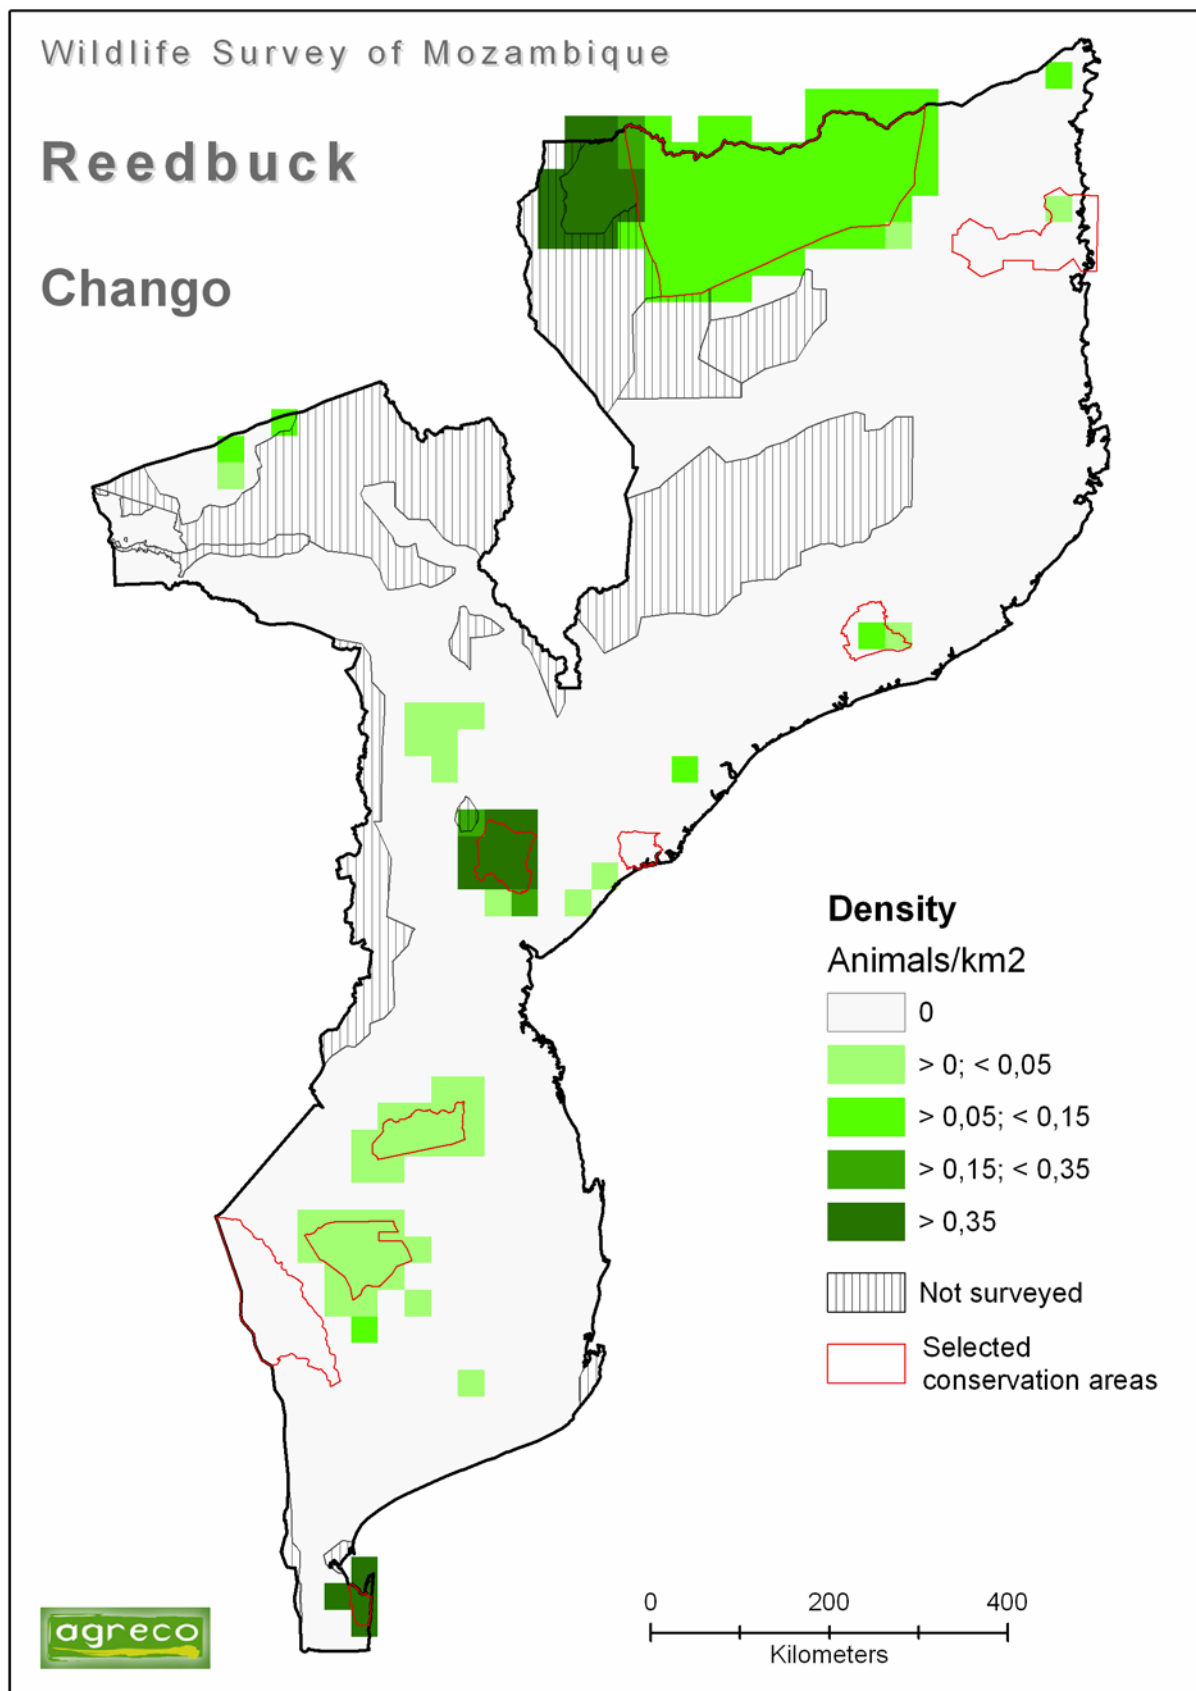 Wildlife Survey of Mozambique
Reedbuck
Chango
Density
Animals/km2
0
> 0; < 0,05
> 0,05; < 0,15
> 0,15; < 0,35
> 0,35
Not surveyed
Selected
conservation areas
agreco
0 200 400
Kilometers